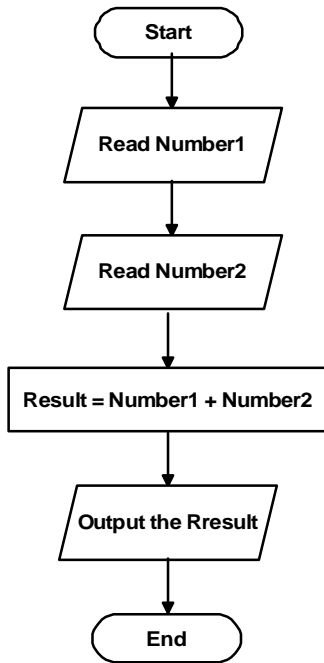 Start
Read Number1
Read Number2
Result = Number1 + Number2
Output the Rresult
End